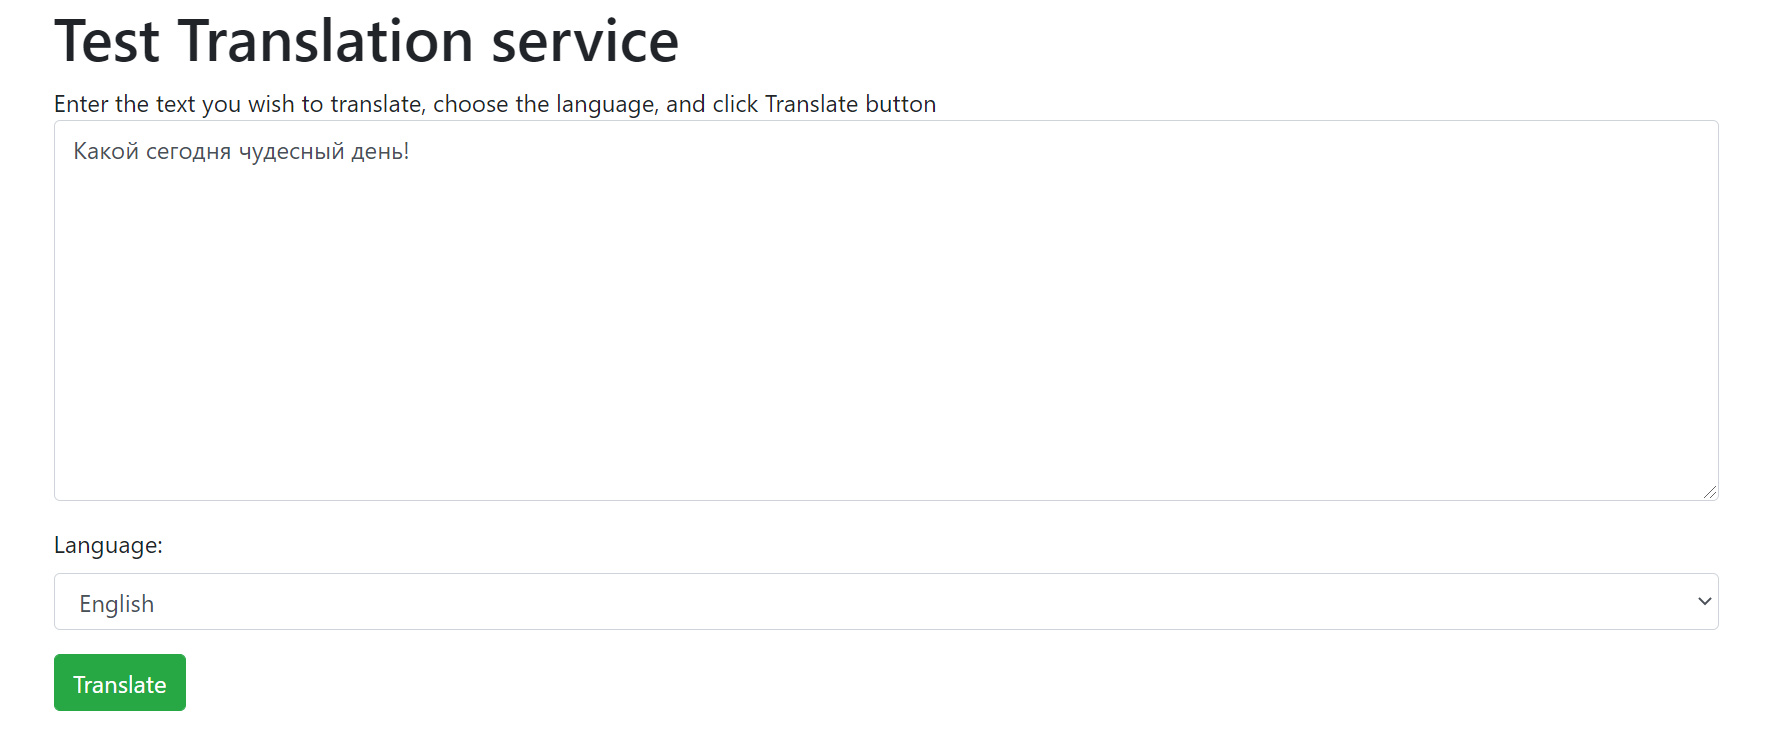 Test Translation service
Enter the text you wish to translate, choose the language, and click Translate button
Какой сегодня чудесный день!
Language:
English
Translate